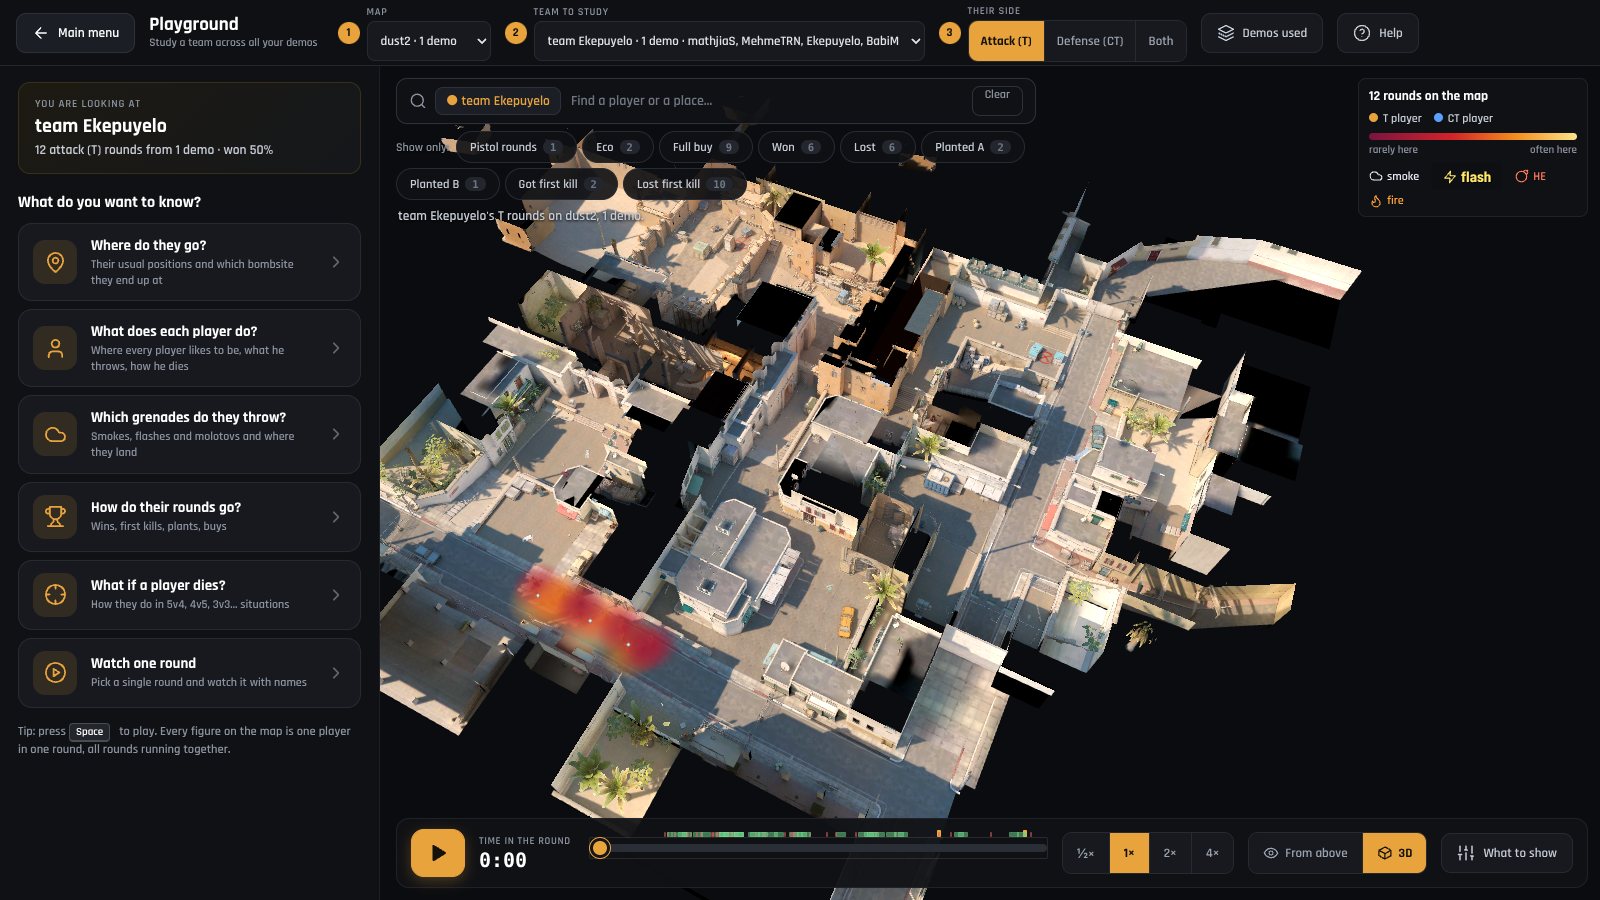 Main menu
Playground
Study a team across all your demos
1
MAP
dust2 · 1 demo
2
TEAM TO STUDY
team Ekepuyelo · 1 demo · mathjiaS, MehmeTRN, Ekepuyelo, BabiM
3
THEIR SIDE
Attack (T)
Defense (CT)
Both
Demos used
Help
YOU ARE LOOKING AT
team Ekepuyelo
12 attack (T) rounds from 1 demo · won 50%
What do you want to know?
Where do they go?
Their usual positions and which bombsite
they end up at
What does each player do?
Where every player likes to be, what he
throws, how he dies
Which grenades do they throw?
Smokes, flashes and molotovs and where
they land
How do their rounds go?
Wins, first kills, plants, buys
What if a player dies?
How they do in 5v4, 4v5, 3v3... situations
Watch one round
Pick a single round and watch it with names
Tip: press Space to play. Every figure on the map is one player
in one round, all rounds running together.
team Ekepuyelo
Find a player or a place...
Clear
Show only
Pistol rounds 1
Eco 2
Full buy 9
Won 6
Lost 6
Planted A 2
Planted B 1
Got first kill 2
Lost first kill 10
team Ekepuyelo's T rounds on dust2, 1 demo.
12 rounds on the map
T player
CT player
rarely here
often here
smoke
flash
HE
fire
TIME IN THE ROUND
0:00
½×
1×
2×
4×
From above
3D
What to show